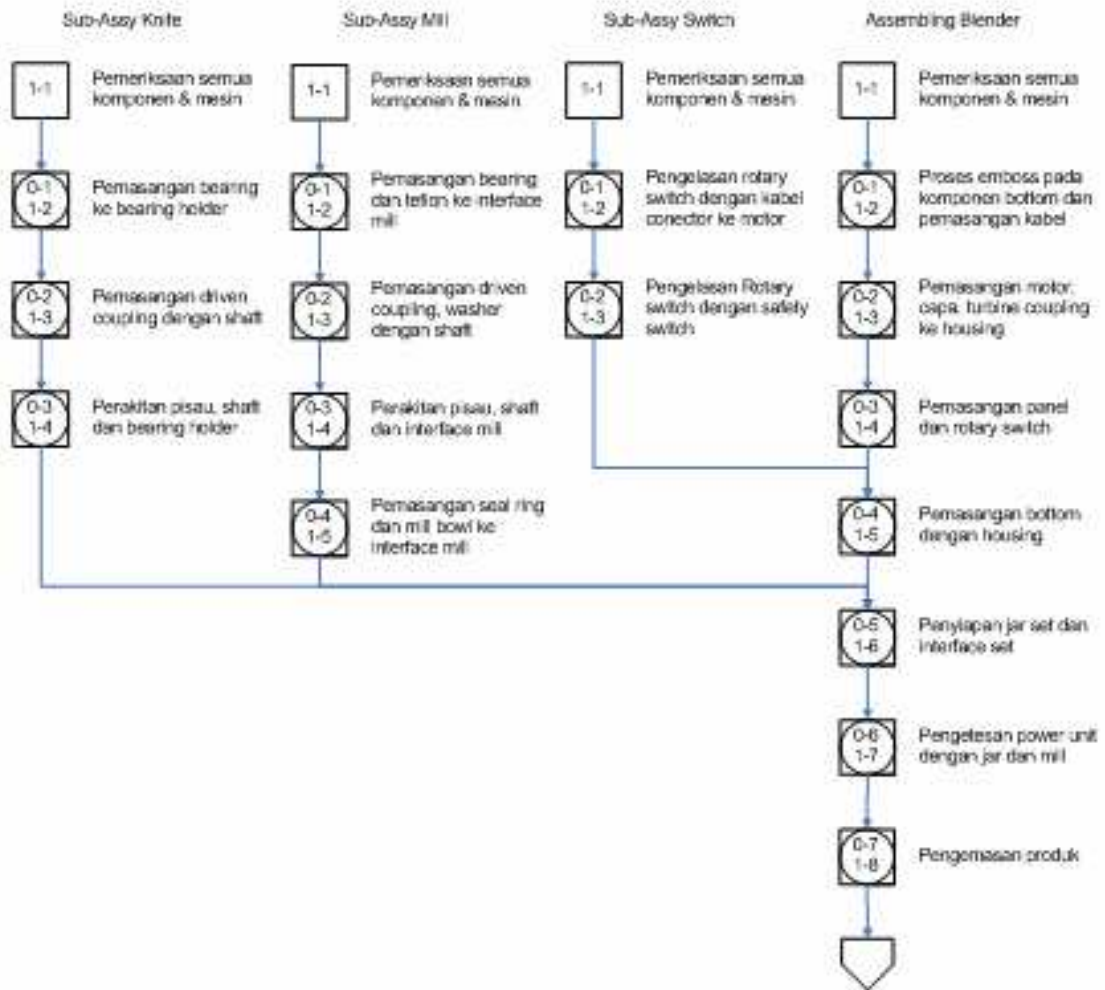 Sub-Assy Knife
1-1
Pemeriksaan semua
komponen & mesin
0-1
1-2
Pemasangan bearing
ke bearing holder
0-2
1-3
Pemasangan driven
coupling dengan shaft
0-3
1-4
Perakitan pisau, shaft
dan bearing holder
Sub-Assy Mill
1-1
Pemeriksaan semua
komponen & mesin
0-1
1-2
Pemasangan bearing
dan teflon ke interface
mill
0-2
1-3
Pemasangan driven
coupling, washer
dengan shaft
0-3
1-4
Perakitan pisau, shaft
dan interface mill
0-4
1-5
Pemasangan seal ring
dan mill bowl ke
interface mill
Sub-Assy Switch
1-1
Pemeriksaan semua
komponen & mesin
0-1
1-2
Pengelasan rotary
switch dengan kabel
conector ke motor
0-2
1-3
Pengelasan Rotary
switch dengan safety
switch
Assembling Blender
1-1
Pemeriksaan semua
komponen & mesin
0-1
1-2
Proses emboss pada
komponen bottom dan
pemasangan kabel
0-2
1-3
Pemasangan motor,
capa, turbine coupling
ke housing
0-3
1-4
Pemasangan panel
dan rotary switch
0-4
1-5
Pemasangan bottom
dengan housing
0-5
1-6
Penyiapan jar set dan
interface set
0-6
1-7
Pengetesan power unit
dengan jar dan mill
0-7
1-8
Pengemasan produk